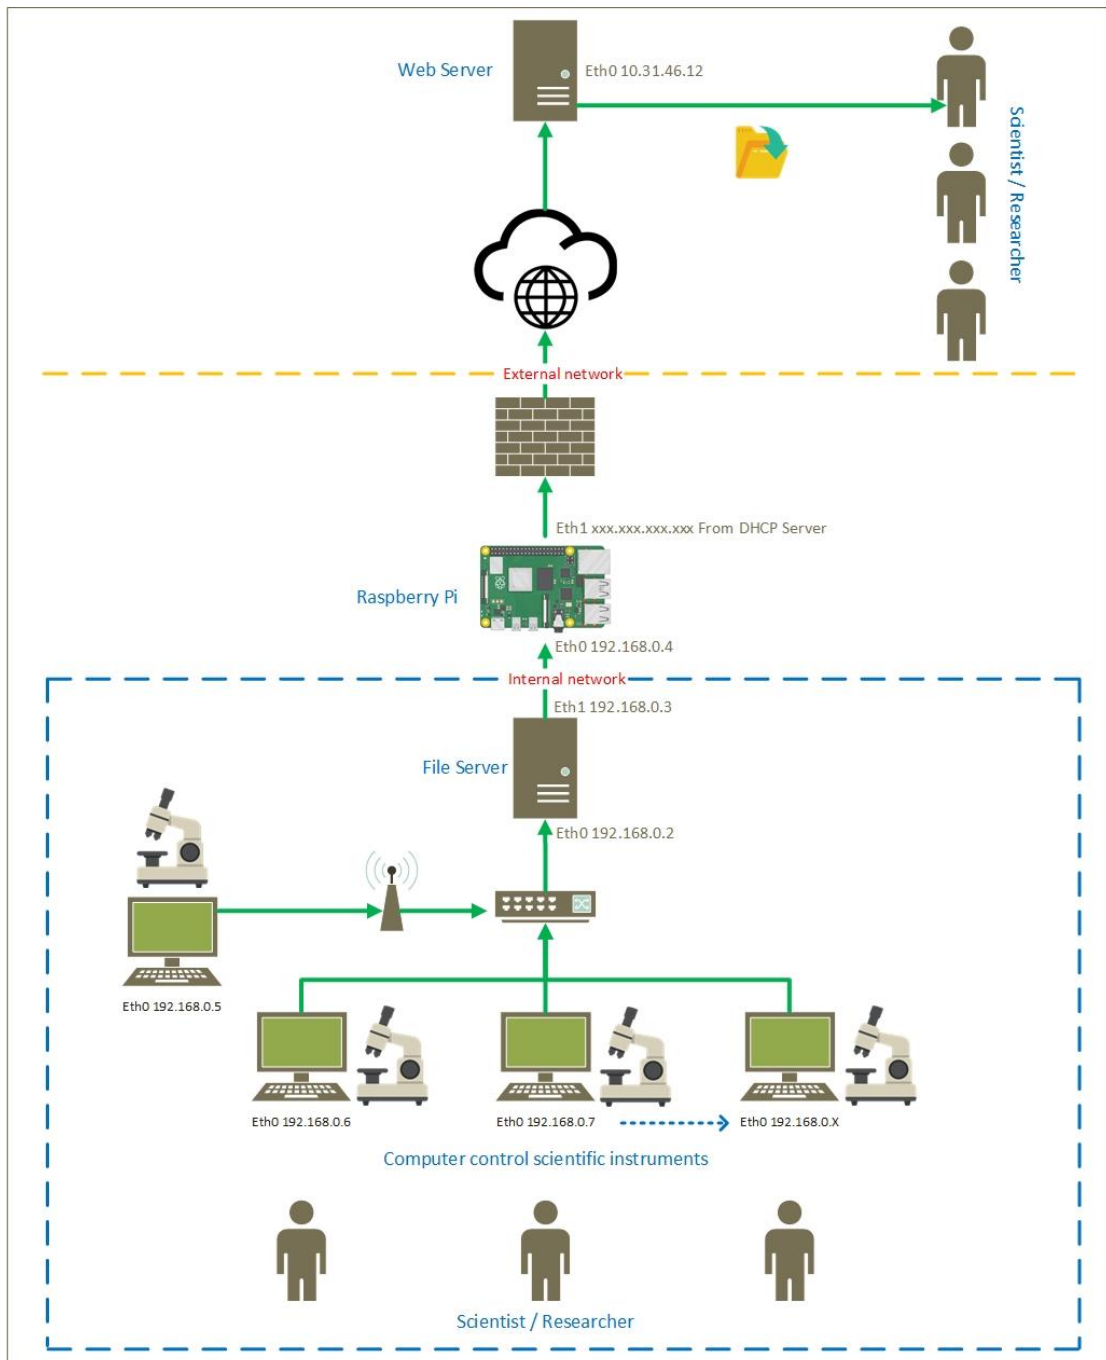 Web Server
Eth0 10.31.46.12
Scientist / Researcher
External network
Eth1 xxx.xxx.xxx.xxx From DHCP Server
Raspberry Pi
Eth0 192.168.0.4
Internal network
Eth1 192.168.0.3
File Server
Eth0 192.168.0.2
Eth0 192.168.0.5
Eth0 192.168.0.6
Eth0 192.168.0.7
Eth0 192.168.0.X
Computer control scientific instruments
Scientist / Researcher